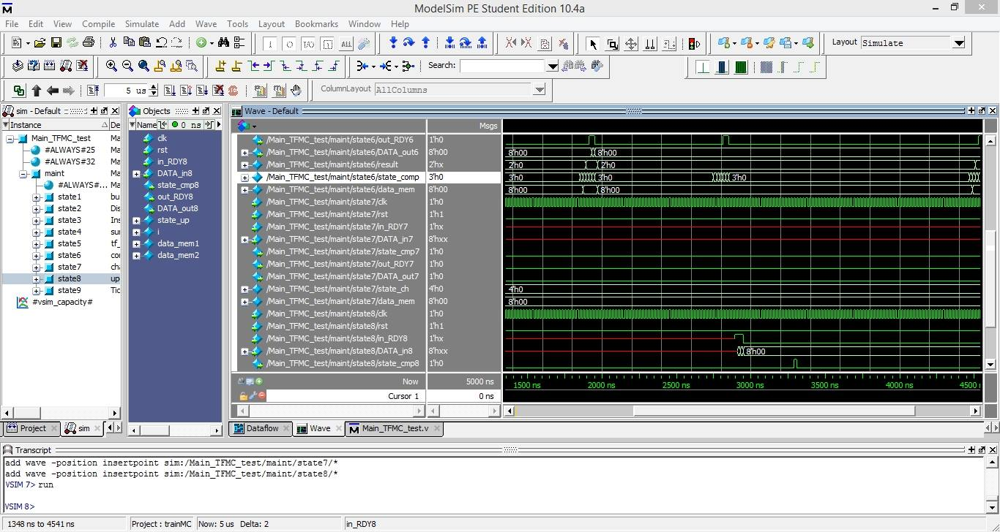 ModelSim PE Student Edition 10.4a
File Edit View Compile Simulate Add Wave Tools Layout Bookmarks Window Help
Layout Simulate
Search:
5 us
ColumnLayout AllColumns
sim - Default
Instance De
Main_TFMC_test Ma
#ALWAYS#25 Ma
#ALWAYS#32 Ma
maint Ma
#ALWAYS#... Ma
state1 bu
state2 Dis
state3 Ins
state4 sur
state5 tf_
state6 co
state7 ch
state8 up
state9 Tic
#vsim_capacity#
Objects
Name 0 ns
clk
rst
in_RDY8
DATA_in8
state_cmp8
out_RDY8
DATA_out8
state_up
i
data_mem1
data_mem2
Wave - Default
Msgs
/Main_TFMC_test/maint/state6/out_RDY6 1'h0
/Main_TFMC_test/maint/state6/DATA_out6 8'h00 8'h00 8'h00
/Main_TFMC_test/maint/state6/result 2'hx 2'h0 2'h0
/Main_TFMC_test/maint/state6/state_comp 3'h0 3'h0 3'h0 3'h0
/Main_TFMC_test/maint/state6/data_mem 8'h00 8'h00 8'h00
/Main_TFMC_test/maint/state7/clk 1'h0
/Main_TFMC_test/maint/state7/rst 1'h1
/Main_TFMC_test/maint/state7/in_RDY7 1'hx
/Main_TFMC_test/maint/state7/DATA_in7 8'hxx
/Main_TFMC_test/maint/state7/state_cmp7 1'h0
/Main_TFMC_test/maint/state7/out_RDY7 1'h0
/Main_TFMC_test/maint/state7/DATA_out7 1'h0
/Main_TFMC_test/maint/state7/state_ch 4'h0 4'h0
/Main_TFMC_test/maint/state7/data_mem 8'h00 8'h00
/Main_TFMC_test/maint/state8/clk 1'h0
/Main_TFMC_test/maint/state8/rst 1'h1
/Main_TFMC_test/maint/state8/in_RDY8 1'hx
/Main_TFMC_test/maint/state8/DATA_in8 8'hxx 8'h00
/Main_TFMC_test/maint/state8/state_cmp8 1'h0
Now 5000 ns 1500 ns 2000 ns 2500 ns 3000 ns 3500 ns 4000 ns 4500
Cursor 1 0 ns
Project sim Dataflow Wave Main_TFMC_test.v
Transcript
add wave -position insertpoint sim:/Main_TFMC_test/maint/state7/*
add wave -position insertpoint sim:/Main_TFMC_test/maint/state8/*
VSIM 7> run
VSIM 8>
1348 ns to 4541 ns Project : trainMC Now: 5 us Delta: 2 in_RDY8